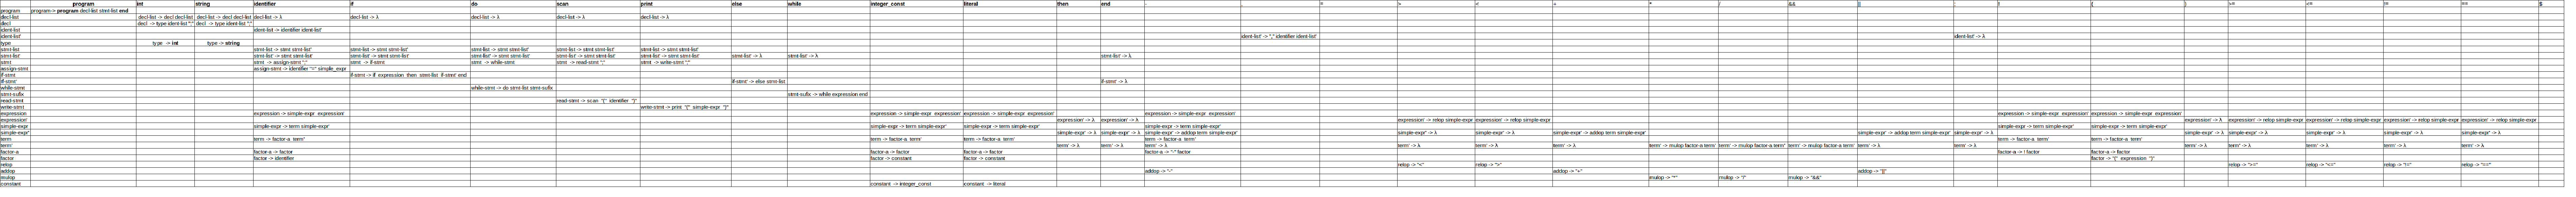 program int string identifier if do scan print else while integer_const literal then end - , = > < + * / && || ; ! ( ) >= <= != == $
program program-> program decl-list stmt-list end
decl-list decl-list -> decl decl-list decl-list -> decl decl-list decl-list -> λ decl-list -> λ decl-list -> λ decl-list -> λ decl-list -> λ
decl decl -> type ident-list ";" decl -> type ident-list ";"
ident-list ident-list -> identifier ident-list'
ident-list' ident-list' -> "," identifier ident-list' ident-list' -> λ
type type -> int type -> string
stmt-list stmt-list -> stmt stmt-list' stmt-list -> stmt stmt-list' stmt-list -> stmt stmt-list' stmt-list -> stmt stmt-list' stmt-list -> stmt stmt-list'
stmt-list' stmt-list' -> stmt stmt-list' stmt-list' -> stmt stmt-list' stmt-list' -> stmt stmt-list' stmt-list' -> stmt stmt-list' stmt-list' -> stmt stmt-list' stmt-list' -> λ stmt-list' -> λ stmt-list' -> λ
stmt stmt -> assign-stmt ";" stmt -> if-stmt stmt -> while-stmt stmt -> read-stmt ";" stmt -> write-stmt ";"
assign-stmt assign-stmt -> identifier "=" simple_expr
if-stmt if-stmt -> if expression then stmt-list if-stmt' end
if-stmt' if-stmt' -> else stmt-list if-stmt' -> λ
while-stmt while-stmt -> do stmt-list stmt-sufix
stmt-sufix stmt-sufix -> while expression end
read-stmt read-stmt -> scan "(" identifier ")"
write-stmt write-stmt -> print "(" simple-expr ")"
expression expression -> simple-expr expression' expression -> simple-expr expression' expression -> simple-expr expression' expression -> simple-expr expression' expression -> simple-expr expression' expression -> simple-expr expression'
expression' expression' -> λ expression' -> λ expression' -> relop simple-expr expression' -> relop simple-expr expression' -> λ expression' -> relop simple-expr expression' -> relop simple-expr expression' -> relop simple-expr expression' -> relop simple-expr
simple-expr simple-expr -> term simple-expr' simple-expr -> term simple-expr' simple-expr -> term simple-expr' simple-expr -> term simple-expr' simple-expr -> term simple-expr' simple-expr -> term simple-expr'
simple-expr' simple-expr' -> λ simple-expr' -> λ simple-expr' -> addop term simple-expr' simple-expr' -> λ simple-expr' -> λ simple-expr' -> addop term simple-expr' simple-expr' -> addop term simple-expr' simple-expr' -> λ simple-expr' -> λ simple-expr' -> λ simple-expr' -> λ simple-expr' -> λ simple-expr' -> λ
term term -> factor-a term' term -> factor-a term' term -> factor-a term' term -> factor-a term' term -> factor-a term' term -> factor-a term'
term' term' -> λ term' -> λ term' -> λ term' -> λ term' -> λ term' -> λ term' -> mulop factor-a term' term' -> mulop factor-a term' term' -> mulop factor-a term' term' -> λ term' -> λ term' -> λ term' -> λ term' -> λ term' -> λ term' -> λ
factor-a factor-a -> factor factor-a -> factor factor-a -> factor factor-a -> "-" factor factor-a -> ! factor factor-a -> factor
factor factor -> identifier factor -> constant factor -> constant factor -> "(" expression ")"
relop relop -> "<" relop -> ">" relop -> ">=" relop -> "<=" relop -> "!=" relop -> "=="
addop addop -> "-" addop -> "+" addop -> "||"
mulop mulop -> "*" mulop -> "/" mulop -> "&&"
constant constant -> integer_const constant -> literal